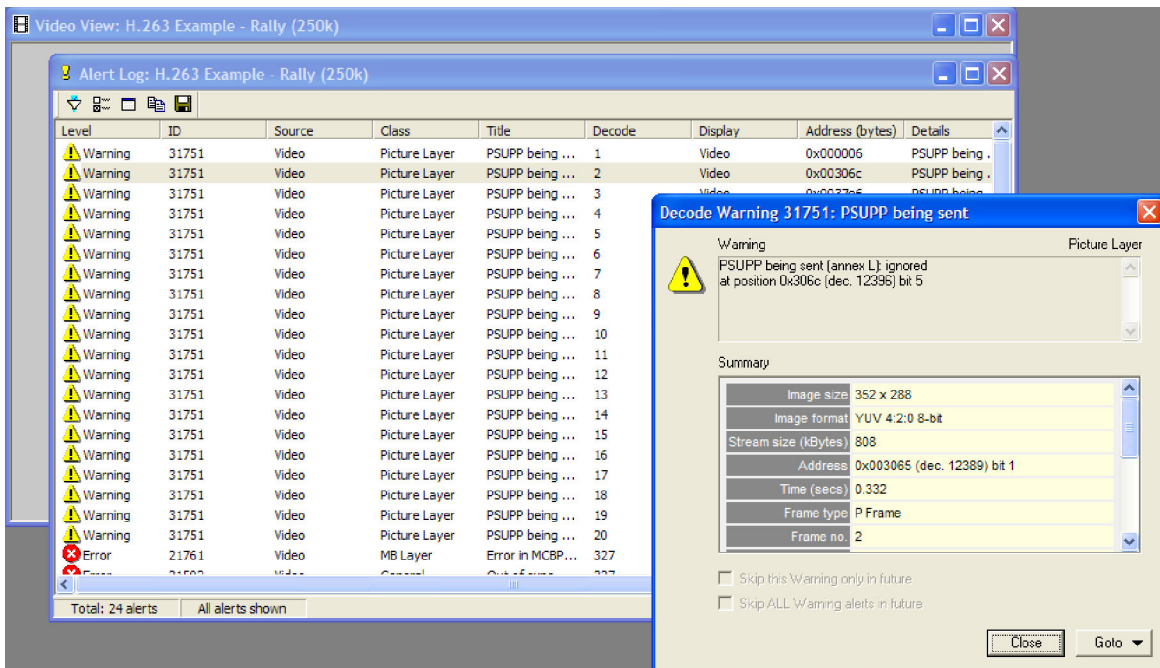 Video View: H.263 Example - Rally (250k)
Alert Log: H.263 Example - Rally (250k)
Level ID Source Class Title Decode Display Address (bytes) Details
Warning 31751 Video Picture Layer PSUPP being ... 1 Video 0x000006 PSUPP being .
Warning 31751 Video Picture Layer PSUPP being ... 2 Video 0x00306c PSUPP being .
Warning 31751 Video Picture Layer PSUPP being ... 3 Video 0x0037e6 PSUPP being
Warning 31751 Video Picture Layer PSUPP being ... 4
Warning 31751 Video Picture Layer PSUPP being ... 5
Warning 31751 Video Picture Layer PSUPP being ... 6
Warning 31751 Video Picture Layer PSUPP being ... 7
Warning 31751 Video Picture Layer PSUPP being ... 8
Warning 31751 Video Picture Layer PSUPP being ... 9
Warning 31751 Video Picture Layer PSUPP being ... 10
Warning 31751 Video Picture Layer PSUPP being ... 11
Warning 31751 Video Picture Layer PSUPP being ... 12
Warning 31751 Video Picture Layer PSUPP being ... 13
Warning 31751 Video Picture Layer PSUPP being ... 14
Warning 31751 Video Picture Layer PSUPP being ... 15
Warning 31751 Video Picture Layer PSUPP being ... 16
Warning 31751 Video Picture Layer PSUPP being ... 17
Warning 31751 Video Picture Layer PSUPP being ... 18
Warning 31751 Video Picture Layer PSUPP being ... 19
Warning 31751 Video Picture Layer PSUPP being ... 20
Error 21761 Video MB Layer Error in MCBP... 327
Error Video General Out of sync 327
Total: 24 alerts All alerts shown
Decode Warning 31751: PSUPP being sent
Warning Picture Layer
PSUPP being sent (annex L): ignored
at position 0x306c (dec. 12396) bit 5
Summary
Image size 352 x 288
Image format YUV 4:2:0 8-bit
Stream size (kBytes) 808
Address 0x003065 (dec. 12389) bit 1
Time (secs) 0.332
Frame type P Frame
Frame no. 2
Skip this Warning only in future
Skip ALL Warning alerts in future
Close Goto